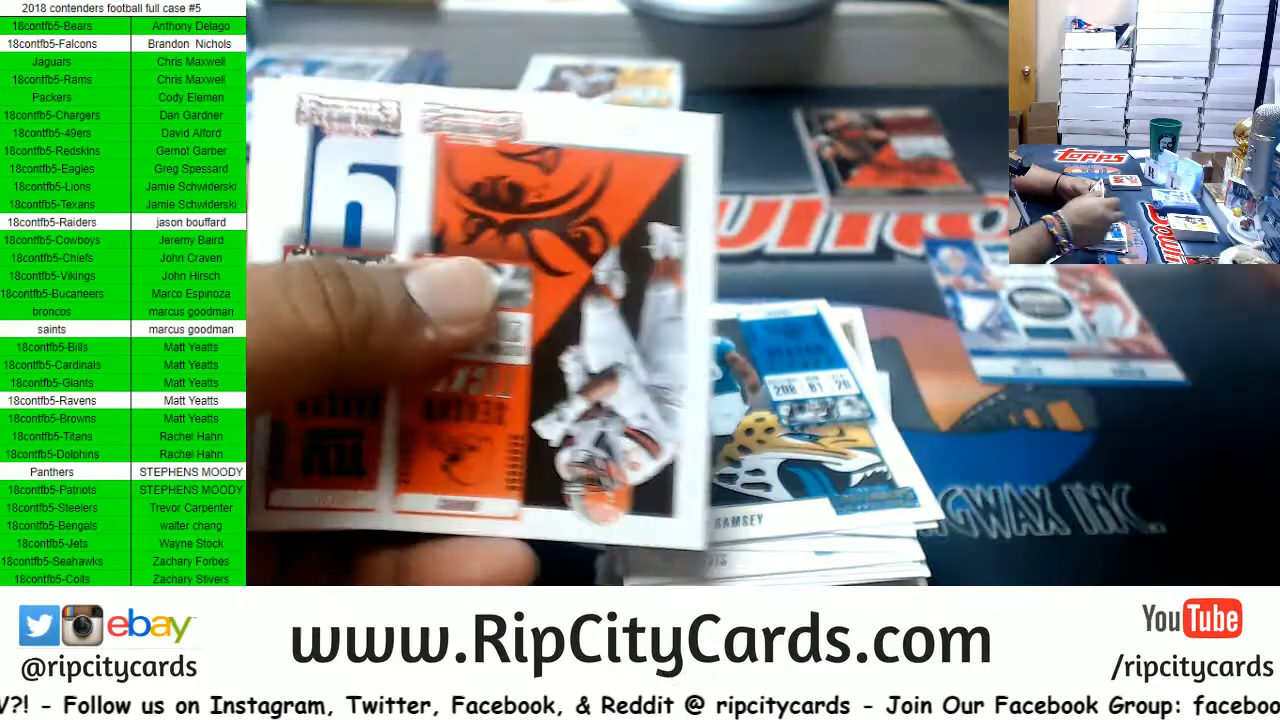 2018 contenders football full case #5
18contfb5-Bears Anthony Delago
18contfb5-Falcons Brandon Nichols
Jaguars Chris Maxwell
18contfb5-Rams Chris Maxwell
Packers Cody Elemen
18contfb5-Chargers Dan Gardner
18contfb5-49ers David Alford
18contfb5-Redskins Gernot Garber
18contfb5-Eagles Greg Spessard
18contfb5-Lions Jamie Schwiderski
18contfb5-Texans Jamie Schwiderski
18contfb5-Raiders jason bouffard
18contfb5-Cowboys Jeremy Baird
18contfb5-Chiefs John Craven
18contfb5-Vikings John Hirsch
18contfb5-Bucaneers Marco Espinoza
broncos marcus goodman
saints marcus goodman
18contfb5-Bills Matt Yeatts
18contfb5-Cardinals Matt Yeatts
18contfb5-Giants Matt Yeatts
18contfb5-Ravens Matt Yeatts
18contfb5-Browns Matt Yeatts
18contfb5-Titans Rachel Hahn
18contfb5-Dolphins Rachel Hahn
Panthers STEPHENS MOODY
18contfb5-Patriots STEPHENS MOODY
18contfb5-Steelers Trevor Carpenter
18contfb5-Bengals walter chang
18contfb5-Jets Wayne Stock
18contfb5-Seahawks Zachary Forbes
18contfb5-Colts Zachary Stivers
topps
RAMSEY
GWAX INC.
ebay
@ripcitycards
www.RipCityCards.com
YouTube
/ripcitycards
V?! - Follow us on Instagram, Twitter, Facebook, & Reddit @ ripcitycards - Join Our Facebook Group: faceboo